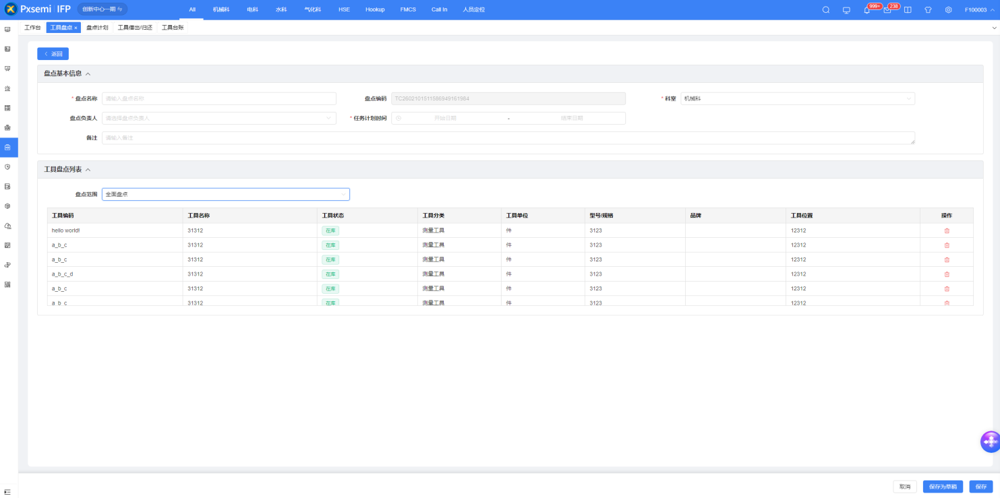 Pxsemi IFP 创新中心一期 All 机械科 电科 水科 气化科 HSE Hookup FMCS Call In 人员定位 999+ 238 F100003
工作台 工具盘点 × 盘点计划 工具借出/归还 工具台账
返回
盘点基本信息
* 盘点名称 请输入盘点名称 盘点编码 TC2602101511586949161984 * 科室 机械科
盘点负责人 请选择盘点负责人 * 任务计划时间 开始日期 - 结束日期
备注 请输入备注
工具盘点列表
盘点范围 全面盘点
工具编码 工具名称 工具状态 工具分类 工具单位 型号/规格 品牌 工具位置 操作
hello world! 31312 在库 测量工具 件 3123 12312
a_b_c 31312 在库 测量工具 件 3123 12312
a_b_c 31312 在库 测量工具 件 3123 12312
a_b_c_d 31312 在库 测量工具 件 3123 12312
a_b_c 31312 在库 测量工具 件 3123 12312
a_b_c 31312 在库 测量工具 件 3123 12312
取消 保存为草稿 保存